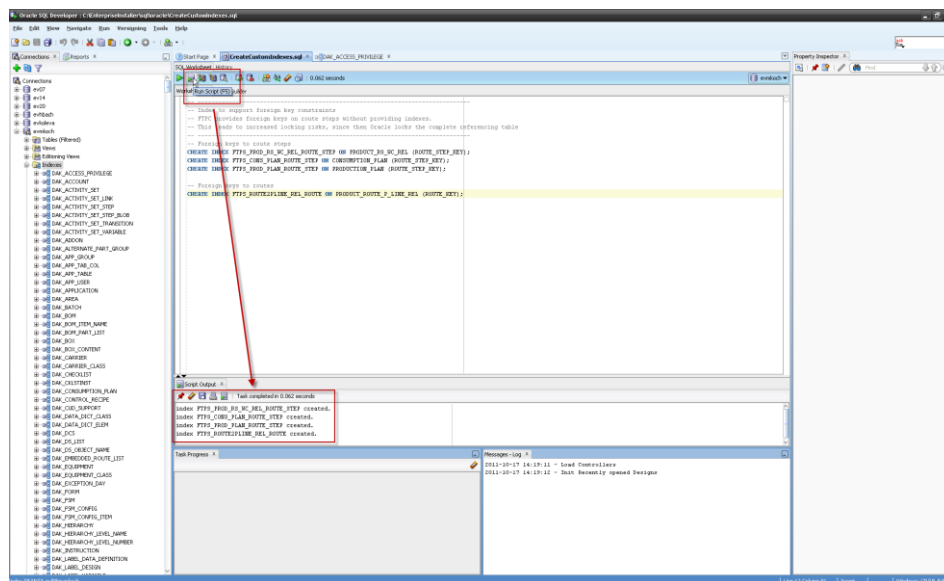 Oracle SQL Developer : C:\EnterpriseInstaller\sql\oracle\CreateCustomIndexes.sql
File Edit View Navigate Run Versioning Tools Help
Connections
Reports
Start Page
CreateCustomIndexes.sql
DAK_ACCESS_PRIVILEGE
Property Inspector
Find
SQL Worksheet History
0.062 seconds
evmkoch
Run Script (F5)
Connections
ev07
ev14
ev20
evhbach
evkoleva
evmkoch
Tables (Filtered)
Views
Editioning Views
Indexes
DAK_ACCESS_PRIVILEGE
DAK_ACCOUNT
DAK_ACTIVITY_SET
DAK_ACTIVITY_SET_LINK
DAK_ACTIVITY_SET_STEP
DAK_ACTIVITY_SET_STEP_BLOB
DAK_ACTIVITY_SET_TRANSITION
DAK_ACTIVITY_SET_VARIABLE
DAK_ADDON
DAK_ALTERNATE_PART_GROUP
DAK_APP_GROUP
DAK_APP_TAB_COL
DAK_APP_TABLE
DAK_APP_USER
DAK_APPLICATION
DAK_AREA
DAK_BATCH
DAK_BOM
DAK_BOM_ITEM_NAME
DAK_BOM_PART_LIST
DAK_BOX
DAK_BOX_CONTENT
DAK_CARRIER
DAK_CARRIER_CLASS
DAK_CHECKLIST
DAK_CKLSTINST
DAK_CONSUMPTION_PLAN
DAK_CONTROL_RECIPE
DAK_CUO_SUPPORT
DAK_DATA_DICT_CLASS
DAK_DATA_DICT_ELEM
DAK_DCS
DAK_DS_LIST
DAK_DS_OBJECT_NAME
DAK_EMBEDDED_ROUTE_LIST
DAK_EQUIPMENT
DAK_EQUIPMENT_CLASS
DAK_EXCEPTION_DAY
DAK_FORM
DAK_FSM
DAK_FSM_CONFIG
DAK_FSM_CONFIG_ITEM
DAK_HIERARCHY
DAK_HIERARCHY_LEVEL_NAME
DAK_HIERARCHY_LEVEL_NUMBER
DAK_INSTRUCTION
DAK_LABEL_DATA_DEFINITION
DAK_LABEL_DESIGN
-- Index to support foreign key constraints
-- FTPC provides foreign keys on route steps without providing indexes.
-- This leads to increased locking risks, since then Oracle locks the complete referencing table
-- Foreign keys to route steps
CREATE INDEX FTPS_PROD_RS_WC_REL_ROUTE_STEP ON PRODUCT_RS_WC_REL (ROUTE_STEP_KEY);
CREATE INDEX FTPS_CONS_PLAN_ROUTE_STEP ON CONSUMPTION_PLAN (ROUTE_STEP_KEY);
CREATE INDEX FTPS_PROD_PLAN_ROUTE_STEP ON PRODUCTION_PLAN (ROUTE_STEP_KEY);
-- Foreign keys to routes
CREATE INDEX FTPS_ROUTE2PLINE_REL_ROUTE ON PRODUCT_ROUTE_P_LINE_REL (ROUTE_KEY);
Script Output
Task completed in 0.062 seconds
index FTPS_PROD_RS_WC_REL_ROUTE_STEP created.
index FTPS_CONS_PLAN_ROUTE_STEP created.
index FTPS_PROD_PLAN_ROUTE_STEP created.
index FTPS_ROUTE2PLINE_REL_ROUTE created.
Task Progress
Messages - Log
2011-10-17 14:19:11 - Load Controllers
2011-10-17 14:19:12 - Init Recently opened Designs